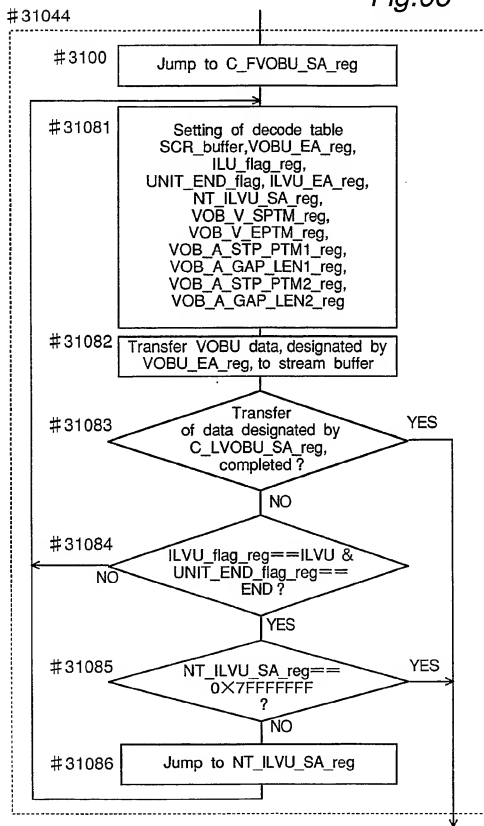 #31044
#3100
Jump to C_FVOBU_SA_reg
#31081
Setting of decode table
SCR_buffer,VOBU_EA_reg,
ILU_flag_reg,
UNIT_END_flag, ILVU_EA_reg,
NT_ILVU_SA_reg,
VOB_V_SPTM_reg,
VOB_V_EPTM_reg,
VOB_A_STP_PTM1_reg,
VOB_A_GAP_LEN1_reg,
VOB_A_STP_PTM2_reg,
VOB_A_GAP_LEN2_reg
#31082
Transfer VOBU data, designated by
VOBU_EA_reg, to stream buffer
#31083
Transfer
of data designated by
C_LVOBU_SA_reg,
completed ?
YES
NO
#31084
ILVU_flag_reg==ILVU &
UNIT_END_flag_reg==
END ?
NO
YES
#31085
NT_ILVU_SA_reg==
0X7FFFFFFF
?
YES
NO
#31086
Jump to NT_ILVU_SA_reg